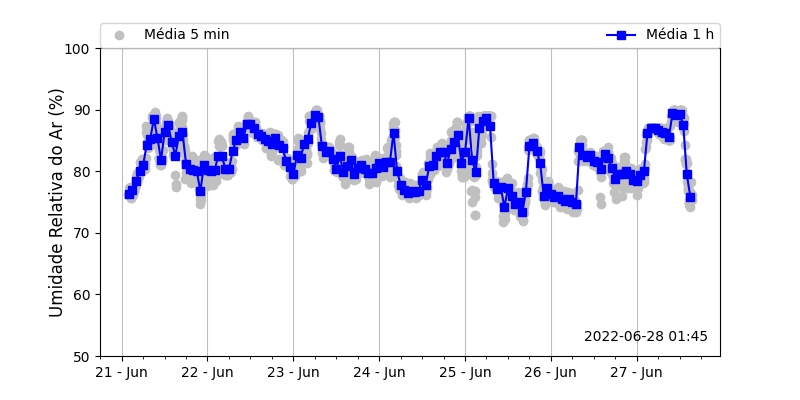 Média 5 min
Média 1 h
Umidade Relativa do Ar (%)
100
90
80
70
60
50
2022-06-28 01:45
21 - Jun
22 - Jun
23 - Jun
24 - Jun
25 - Jun
26 - Jun
27 - Jun